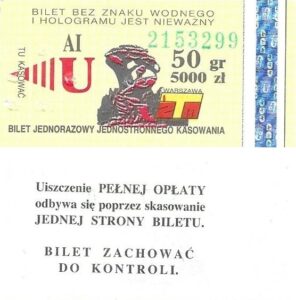 BILET BEZ ZNAKU WODNEGO
I HOLOGRAMU JEST NIEWAŻNY
TU KASOWAĆ
AI
U
2153299
50 gr
5000 zł
WARSZAWA
ZTM
BILET JEDNORAZOWY JEDNOSTRONNEGO KASOWANIA
Uiszczenie PEŁNEJ OPŁATY
odbywa się poprzez skasowanie
JEDNEJ STRONY BILETU.
BILET ZACHOWAĆ
DO KONTROLI.